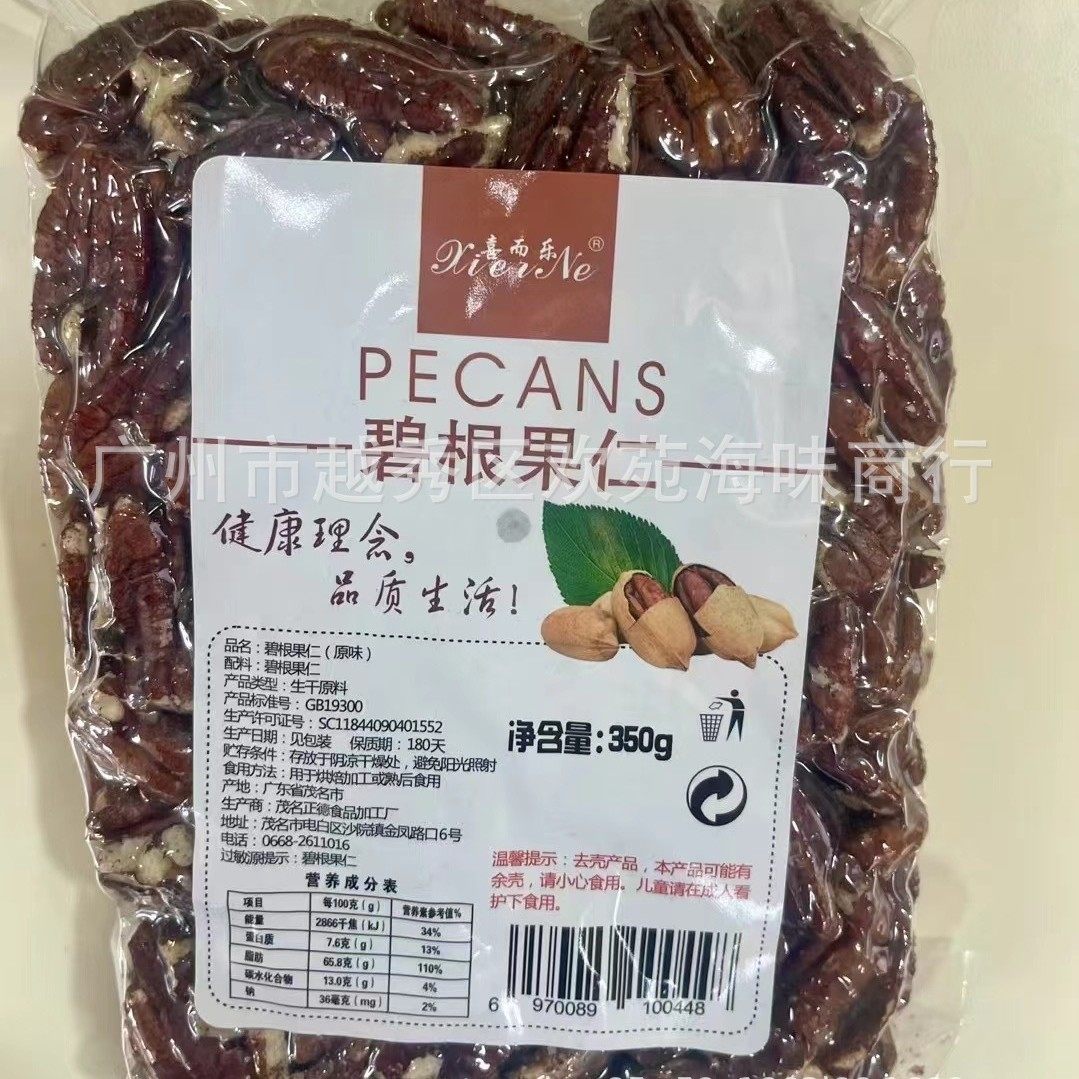 喜而乐®
XierNe
PECANS
碧根果仁
健康理念,
品质生活!
品名：碧根果仁（原味）
配料：碧根果仁
产品类型：生干原料
产品标准号：GB19300
生产许可证号：SC11844090401552
生产日期：见包装 保质期：180天
贮存条件：存放于阴凉干燥处，避免阳光照射
食用方法：用于烘焙加工或熟后食用
产地：广东省茂名市
生产商：茂名正德食品加工厂
地址：茂名市电白区沙院镇金凤路口6号
电话：0668-2611016
过敏源提示：碧根果仁
净含量:350g
温馨提示：去壳产品，本产品可能有
余壳，请小心食用。儿童请在成人看
护下食用。
营养成分表
项目 每100克(g) 营养素参考值%
能量 2866千焦(kJ) 34%
蛋白质 7.6克(g) 13%
脂肪 65.8克(g) 110%
碳水化合物 13.0克(g) 4%
钠 36毫克(mg) 2%
6 970089 100448
广州市越秀区欢苑海味商行